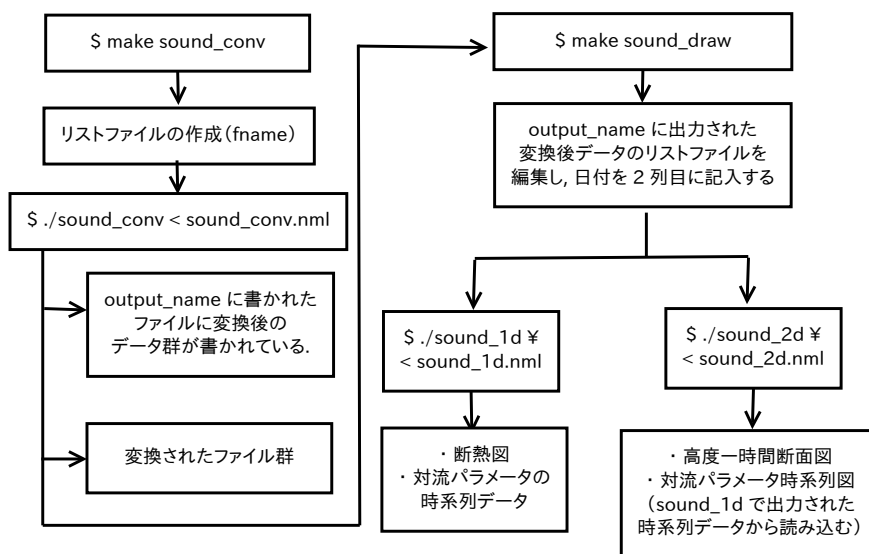 $ make sound_conv
リストファイルの作成(fname)
$ ./sound_conv < sound_conv.nml
output_name に書かれた
ファイルに変換後の
データ群が書かれている.
変換されたファイル群
$ make sound_draw
output_name に出力された
変換後データのリストファイルを
編集し, 日付を 2 列目に記入する
$ ./sound_1d ¥
< sound_1d.nml
$ ./sound_2d ¥
< sound_2d.nml
・断熱図
・対流パラメータの
時系列データ
・高度ー時間断面図
・対流パラメータ時系列図
(sound_1d で出力された
時系列データから読み込む)